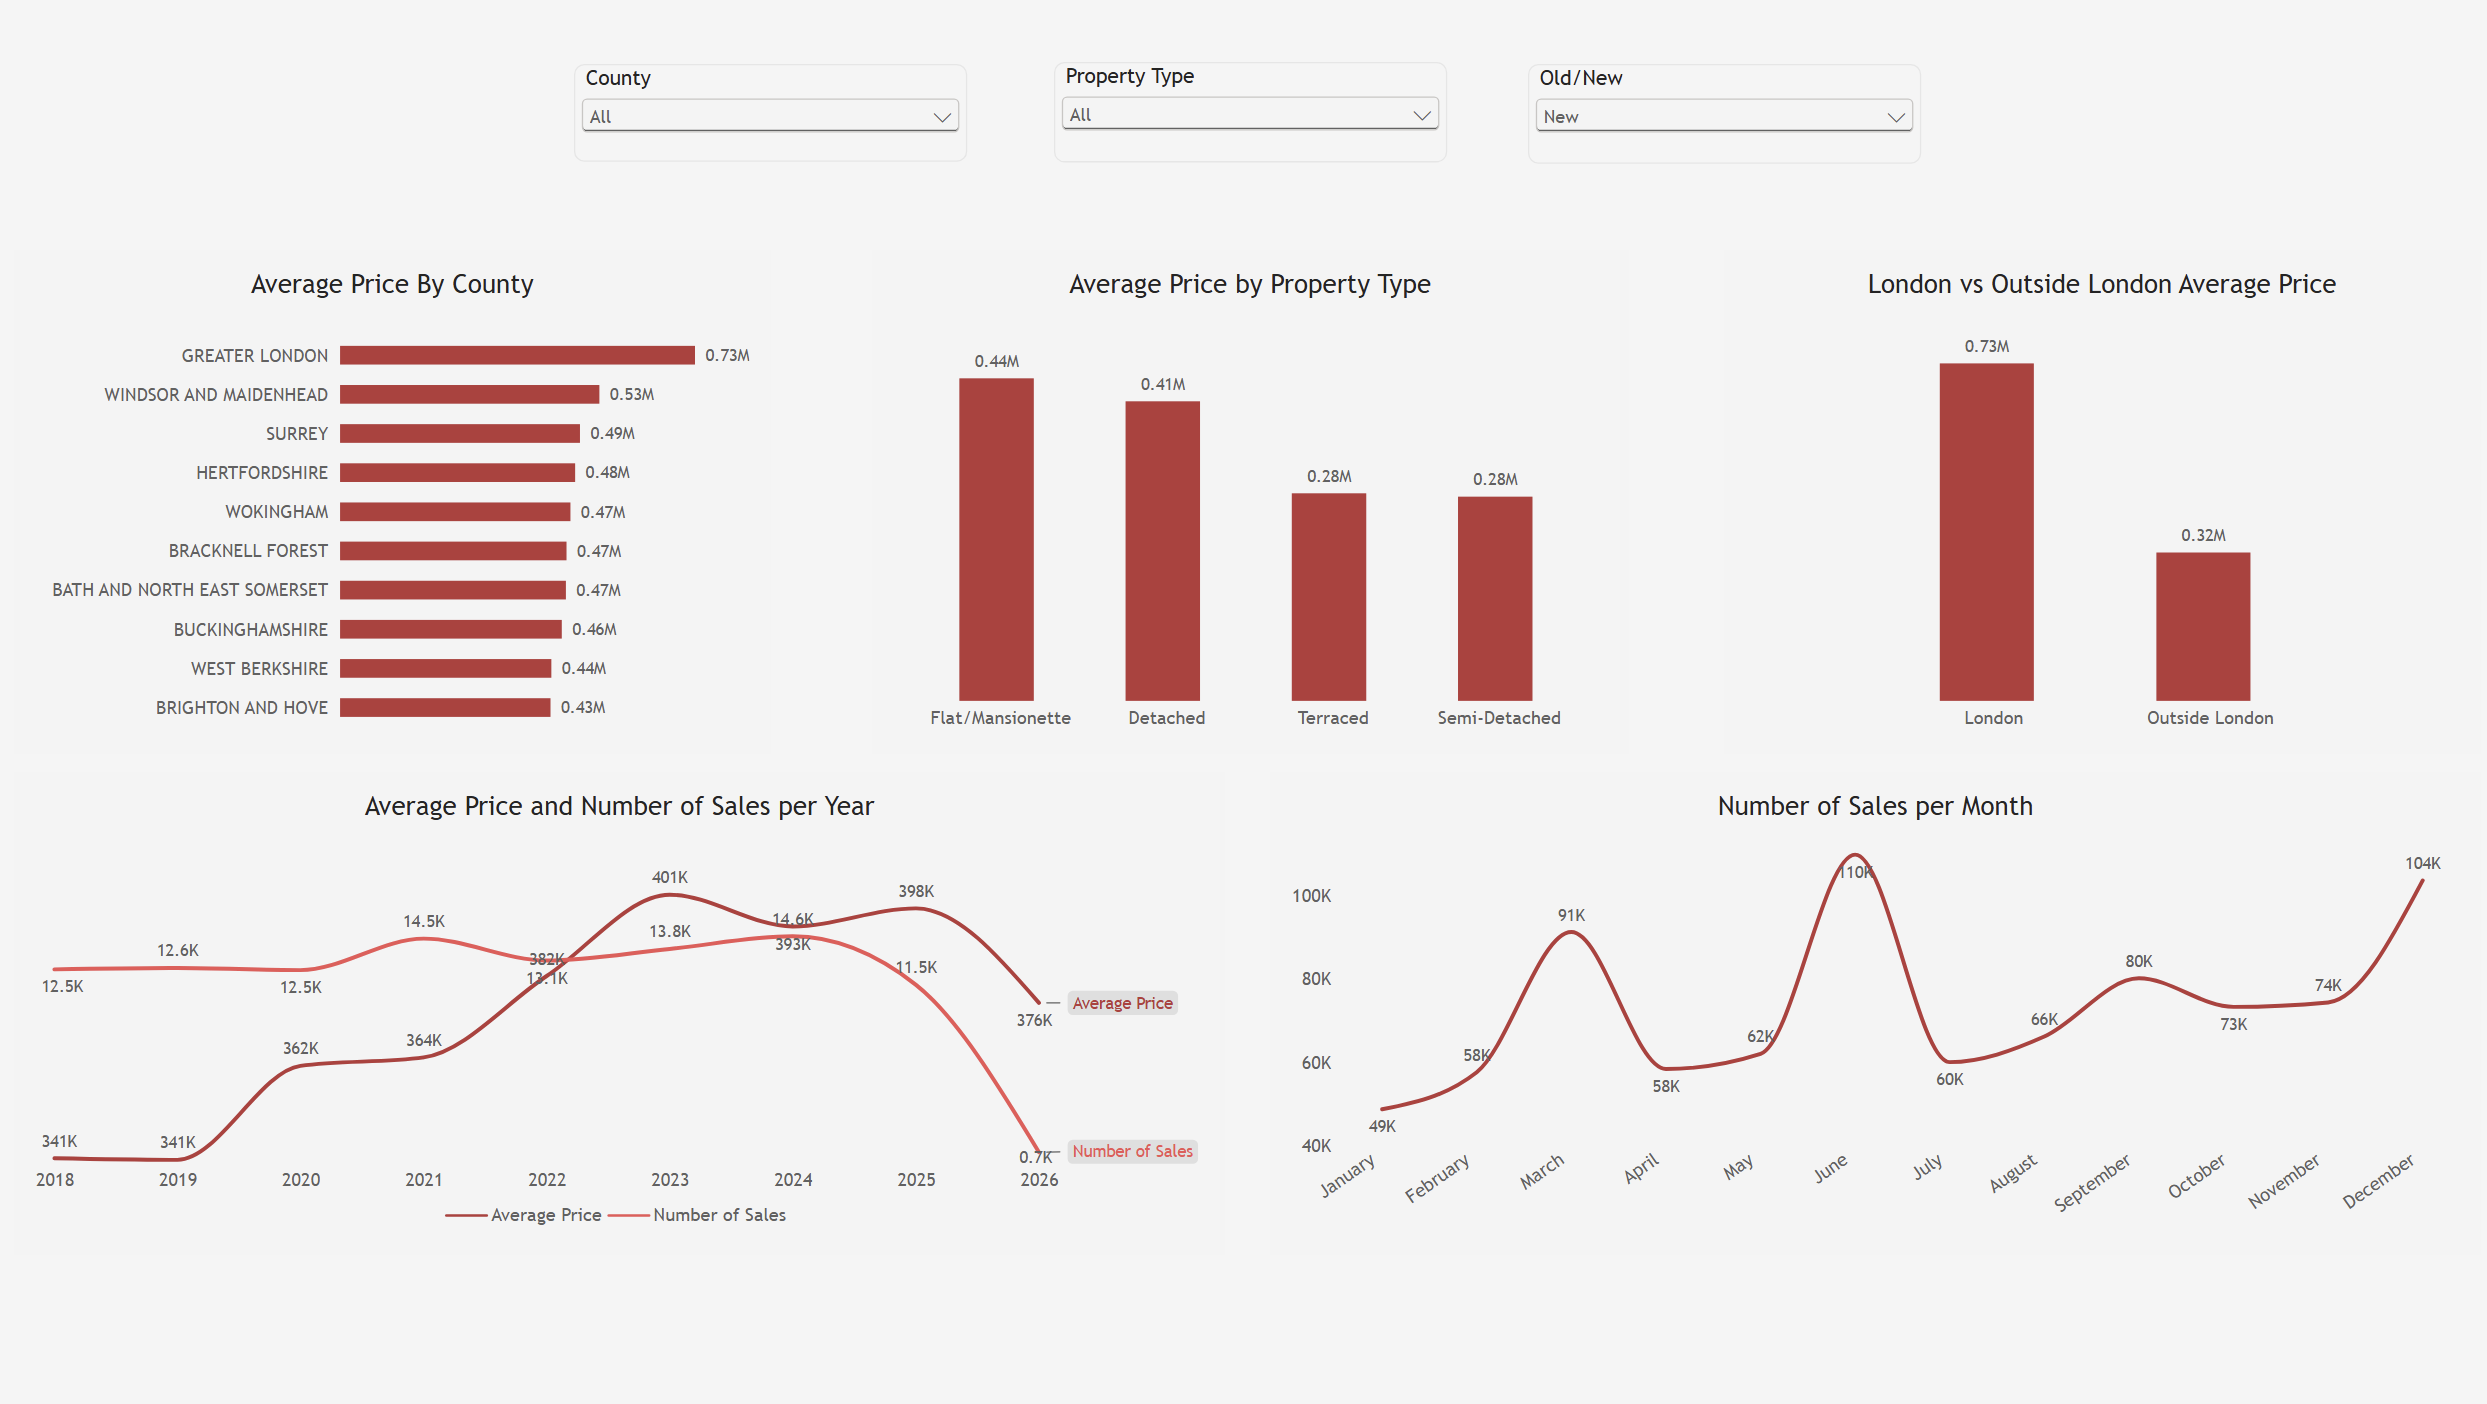 County
All
Property Type
All
Old/New
New
Average Price By County
GREATER LONDON 0.73M
WINDSOR AND MAIDENHEAD 0.53M
SURREY 0.49M
HERTFORDSHIRE 0.48M
WOKINGHAM 0.47M
BRACKNELL FOREST 0.47M
BATH AND NORTH EAST SOMERSET 0.47M
BUCKINGHAMSHIRE 0.46M
WEST BERKSHIRE 0.44M
BRIGHTON AND HOVE 0.43M
Average Price by Property Type
0.44M 0.41M 0.28M 0.28M
Flat/Mansionette Detached Terraced Semi-Detached
London vs Outside London Average Price
0.73M 0.32M
London Outside London
Average Price and Number of Sales per Year
341K 341K 362K 364K 382K 401K 393K 398K 376K
12.5K 12.6K 12.5K 14.5K 13.1K 13.8K 14.6K 11.5K 0.7K
Average Price
Number of Sales
2018 2019 2020 2021 2022 2023 2024 2025 2026
Average Price Number of Sales
Number of Sales per Month
100K
80K
60K
40K
49K 58K 91K 58K 62K 110K 60K 66K 80K 73K 74K 104K
January February March April May June July August September October November December